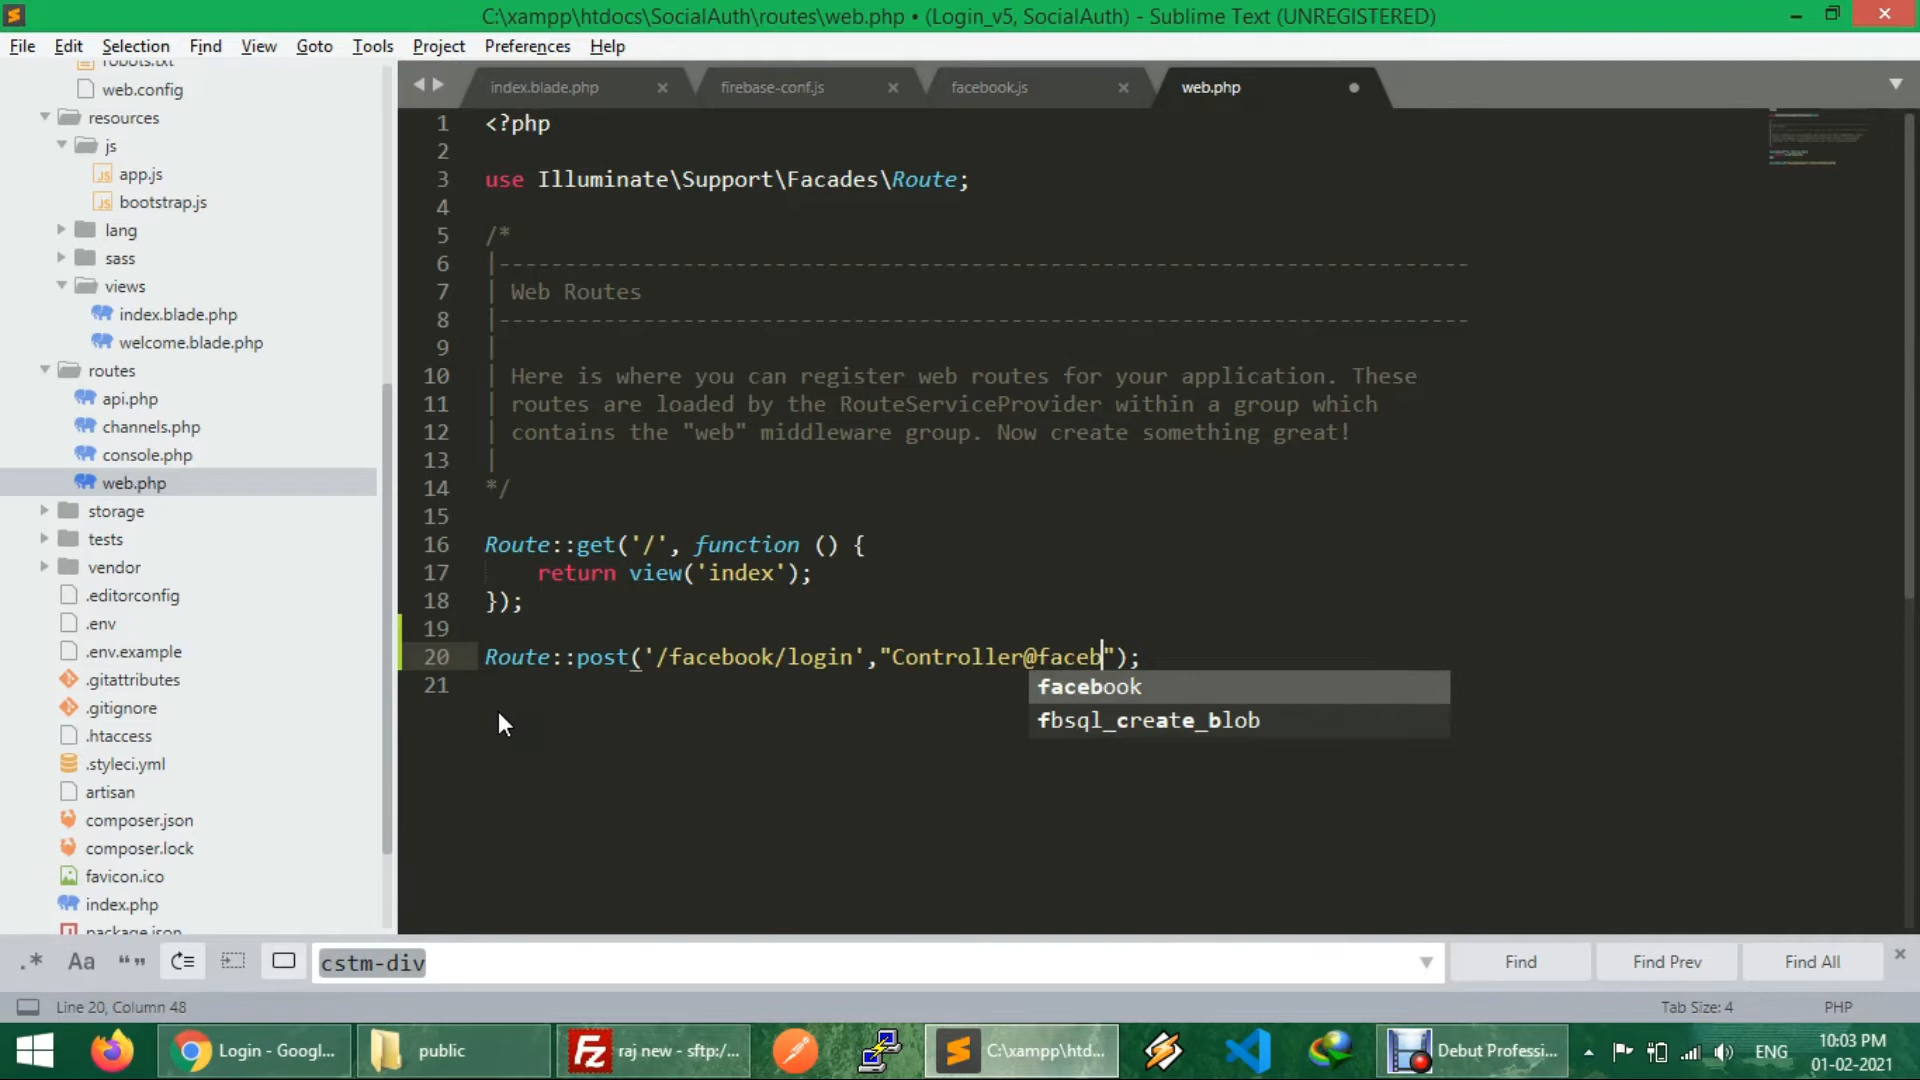 C:\xampp\htdocs\SocialAuth\routes\web.php • (Login_v5, SocialAuth) - Sublime Text (UNREGISTERED)
File Edit Selection Find View Goto Tools Project Preferences Help
robots.txt
web.config
resources
js
app.js
bootstrap.js
lang
sass
views
index.blade.php
welcome.blade.php
routes
api.php
channels.php
console.php
web.php
storage
tests
vendor
.editorconfig
.env
.env.example
.gitattributes
.gitignore
.htaccess
.styleci.yml
artisan
composer.json
composer.lock
favicon.ico
index.php
package.json
index.blade.php firebase-conf.js facebook.js web.php
1 <?php
2
3 use Illuminate\Support\Facades\Route;
4
5 /*
6 |--------------------------------------------------------------------------
7 | Web Routes
8 |--------------------------------------------------------------------------
9 |
10 | Here is where you can register web routes for your application. These
11 | routes are loaded by the RouteServiceProvider within a group which
12 | contains the "web" middleware group. Now create something great!
13 |
14 */
15
16 Route::get('/', function () {
17 return view('index');
18 });
19
20 Route::post('/facebook/login',"Controller@faceb");
21
facebook
fbsql_create_blob
.* Aa “” cstm-div Find Find Prev Find All
Line 20, Column 48 Tab Size: 4 PHP
Login - Googl... public raj new - sftp:/... C:\xampp\htd... Debut Professi... ENG 10:03 PM
01-02-2021